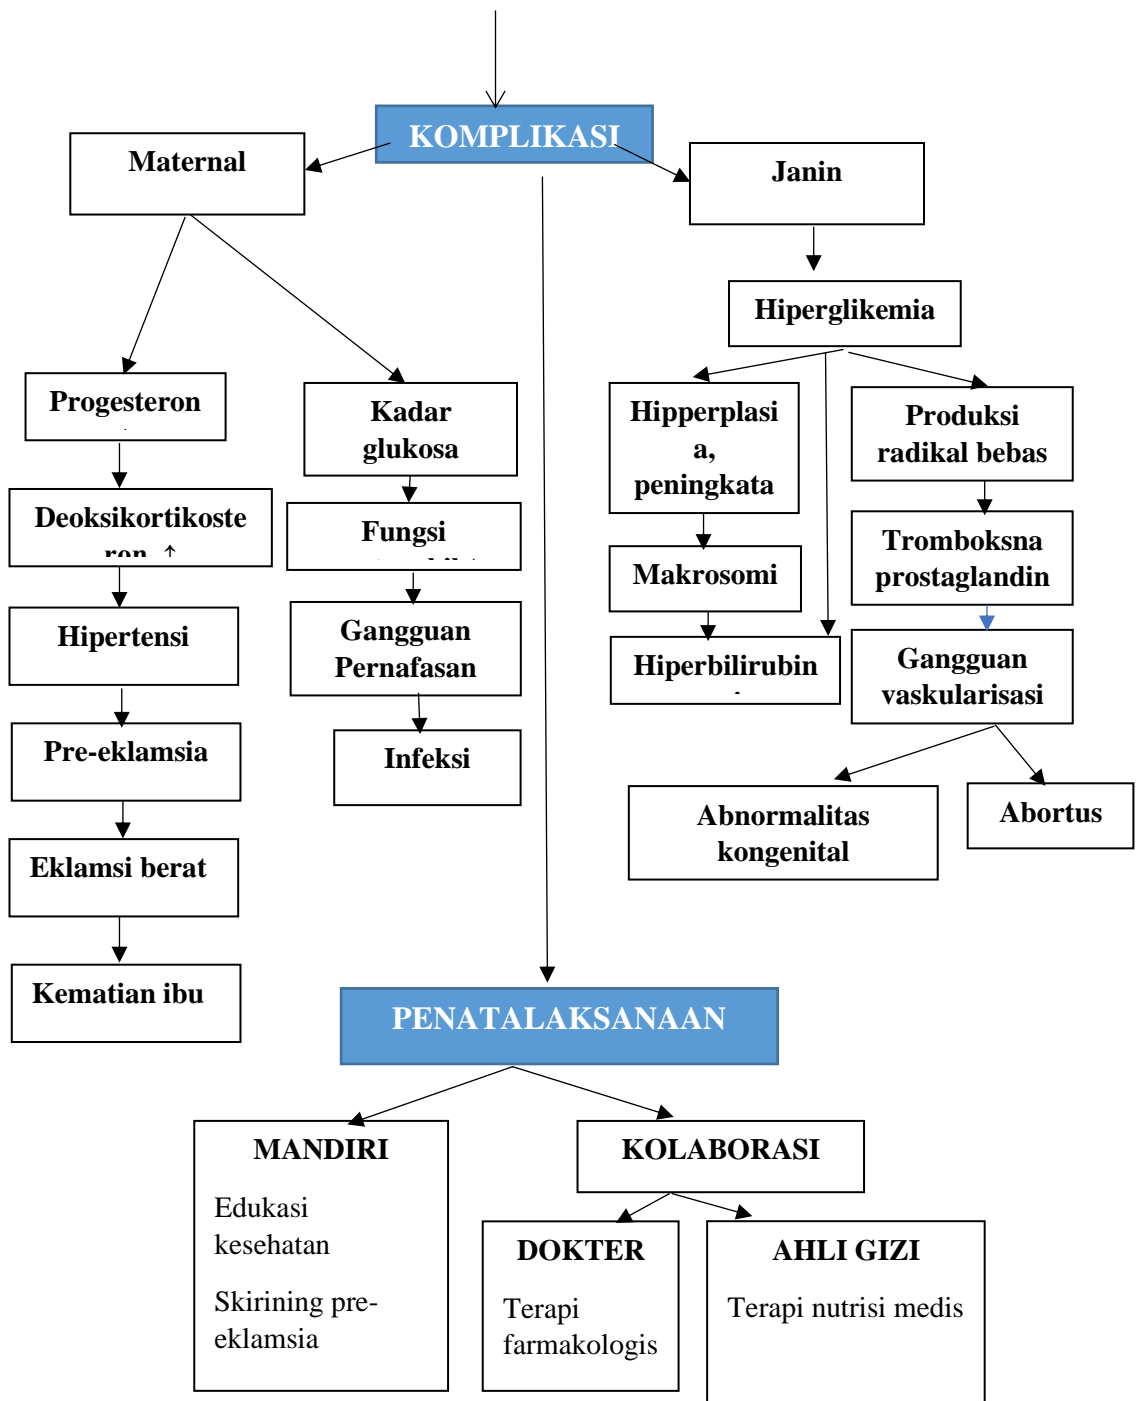 KOMPLIKASI
Maternal
Janin
Hiperglikemia
Progesteron
Kadar
glukosa
Hipperplasi
a,
peningkata
Produksi
radikal bebas
Deoksikortikoste
ron ↑
Fungsi
Tromboksna
prostaglandin
Makrosomi
Hipertensi
Gangguan
Pernafasan
Hiperbilirubin
Gangguan
vaskularisasi
Pre-eklamsia
Infeksi
Abnormalitas
kongenital
Abortus
Eklamsi berat
Kematian ibu
PENATALAKSANAAN
MANDIRI
Edukasi
kesehatan
Skirining pre-
eklamsia
KOLABORASI
DOKTER
Terapi
farmakologis
AHLI GIZI
Terapi nutrisi medis